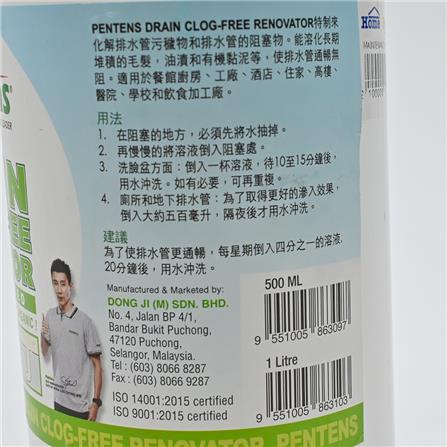 PENTENS DRAIN CLOG-FREE RENOVATOR特制來
化解排水管污穢物和排水管的阻塞物。能溶化長期
堆積的毛髮，油漬和有機黏泥等，使排水管通暢無
阻。適用於餐館廚房、工廠、酒店、住家、高樓、
醫院、學校和飲食加工廠。
用法
1. 在阻塞的地方，必須先將水抽掉。
2. 再慢慢的將溶液倒入阻塞處。
3. 洗臉盆方面：倒入一杯溶液，待10至15分鐘後，
用水沖洗。如有必要，可再重複。
4. 廁所和地下排水管：為了取得更好的滲入效果，
倒入大約五百毫升，隔夜後才用水沖洗。
建議
為了使排水管更通暢，每星期倒入四分之一的溶液，
20分鐘後，用水沖洗。
Manufactured & Marketed by:
DONG JI (M) SDN. BHD.
No. 4, Jalan BP 4/1,
Bandar Bukit Puchong,
47120 Puchong,
Selangor, Malaysia.
Tel : (603) 8066 8287
Fax : (603) 8066 9287
ISO 14001:2015 certified
ISO 9001:2015 certified
500 ML
9 551005 863097
1 Litre
9 551005 863103
DRAIN CLOG-FREE RENOVATOR PENTENS